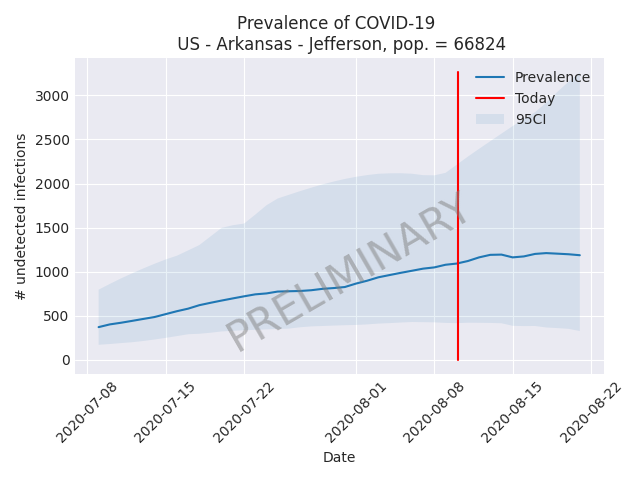 Prevalence of COVID-19
US - Arkansas - Jefferson, pop. = 66824
# undetected infections
3000
2500
2000
1500
1000
500
0
Prevalence
Today
95CI
PRELIMINARY
2020-07-08
2020-07-15
2020-07-22
2020-08-01
2020-08-08
2020-08-15
2020-08-22
Date